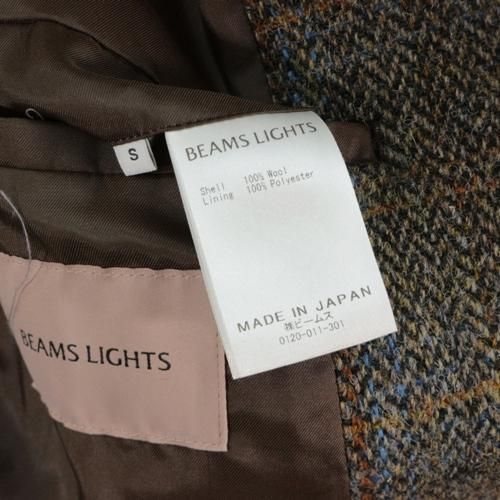 S
BEAMS LIGHTS
Shell 100% Wool
Lining 100% Polyester
MADE IN JAPAN
㈱ビームス
0120-011-301
BEAMS LIGHTS